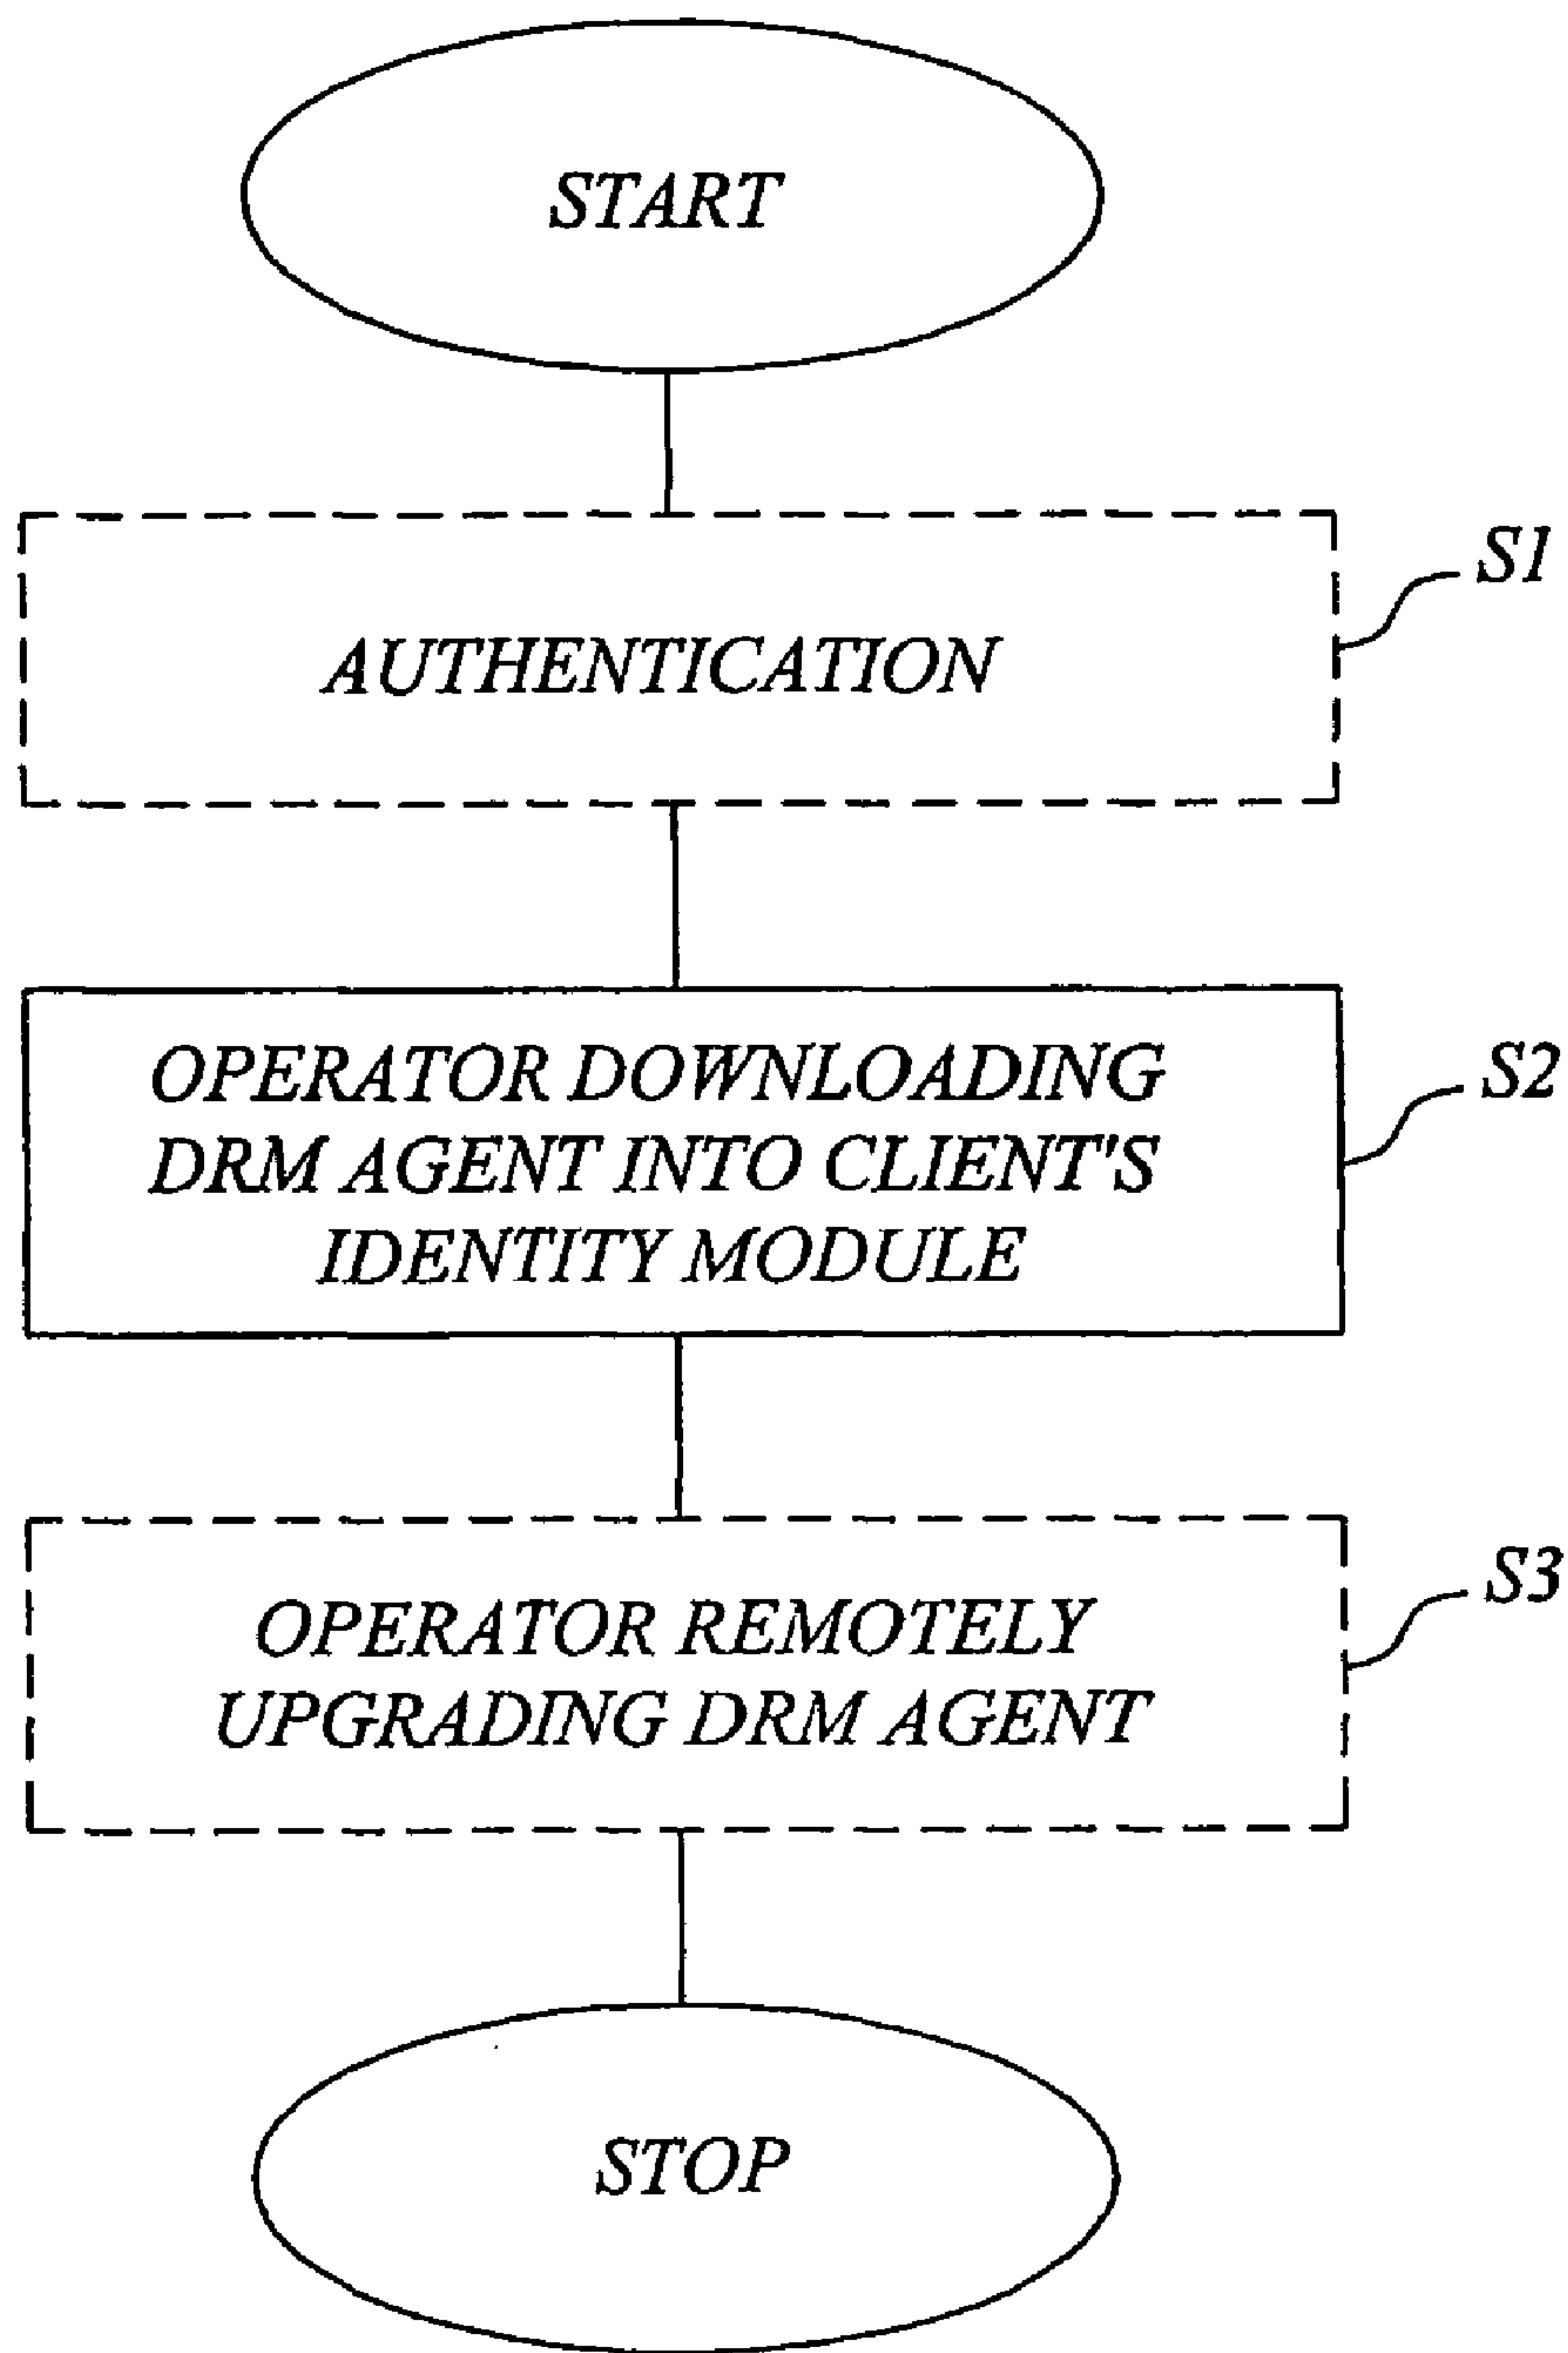 START
S1
AUTHENTICATION
S2
OPERATOR DOWNLOADING
DRM AGENT INTO CLIENT'S
IDENTITY MODULE
S3
OPERATOR REMOTELY
UPGRADING DRM AGENT
STOP